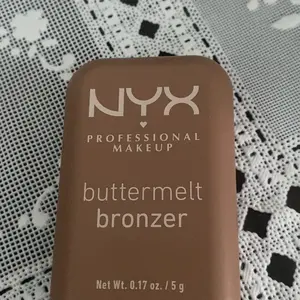 NYX
PROFESSIONAL
MAKEUP
buttermelt
bronzer
Net Wt. 0.17 oz. / 5 g